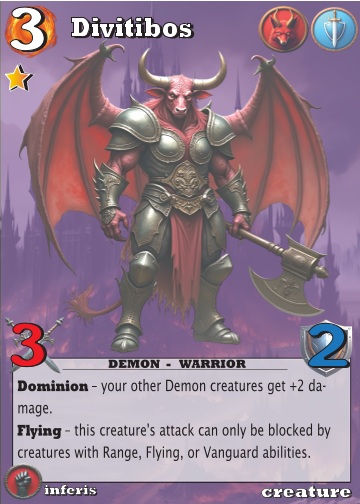 3 Divitibos
3 2
DEMON - WARRIOR
Dominion – your other Demon creatures get +2 da-
mage.
Flying – this creature's attack can only be blocked by
creatures with Range, Flying, or Vanguard abilities.
inferis creature